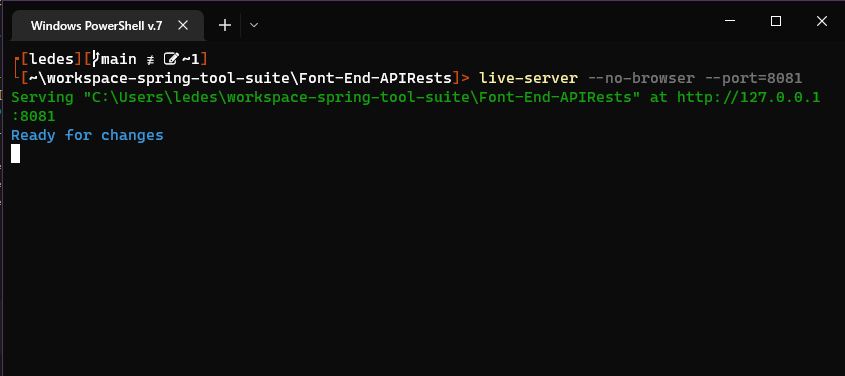 Windows PowerShell v.7
[ledes][main ≢ ~1]
[~\workspace-spring-tool-suite\Font-End-APIRests]> live-server --no-browser --port=8081
Serving "C:\Users\ledes\workspace-spring-tool-suite\Font-End-APIRests" at http://127.0.0.1
:8081
Ready for changes